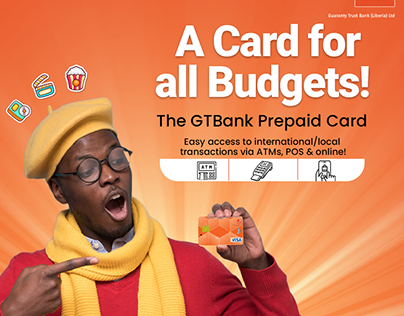 Guaranty Trust Bank (Liberia) Ltd
A Card for
all Budgets!
The GTBank Prepaid Card
Easy access to international/local
transactions via ATMs, POS & online!
ATM
VISA